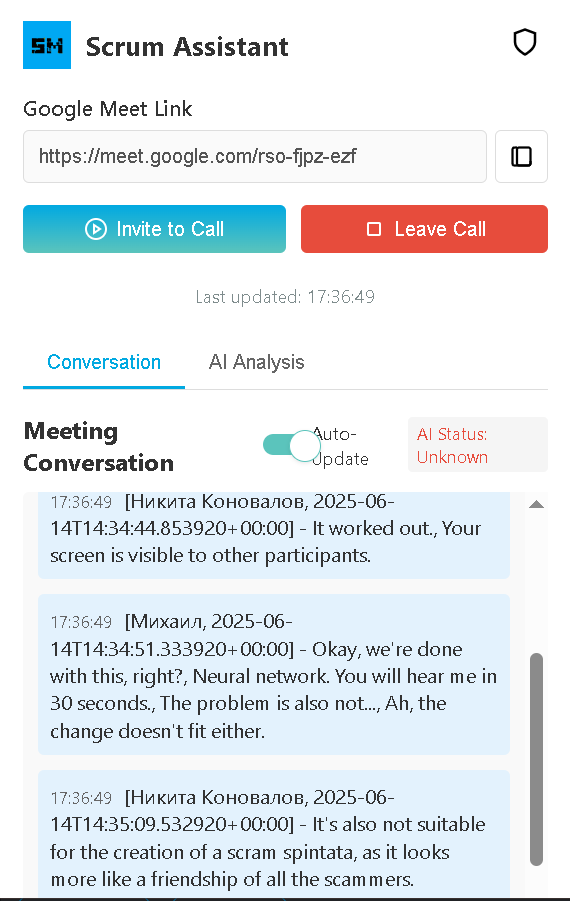 SM Scrum Assistant
Google Meet Link
https://meet.google.com/rso-fjpz-ezf
Invite to Call
Leave Call
Last updated: 17:36:49
Conversation
AI Analysis
Meeting
Conversation
Auto-
Update
AI Status:
Unknown
17:36:49 [Никита Коновалов, 2025-06-
14T14:34:44.853920+00:00] - It worked out., Your
screen is visible to other participants.
17:36:49 [Михаил, 2025-06-
14T14:34:51.333920+00:00] - Okay, we're done
with this, right?, Neural network. You will hear me in
30 seconds., The problem is also not..., Ah, the
change doesn't fit either.
17:36:49 [Никита Коновалов, 2025-06-
14T14:35:09.532920+00:00] - It's also not suitable
for the creation of a scram spintata, as it looks
more like a friendship of all the scammers.